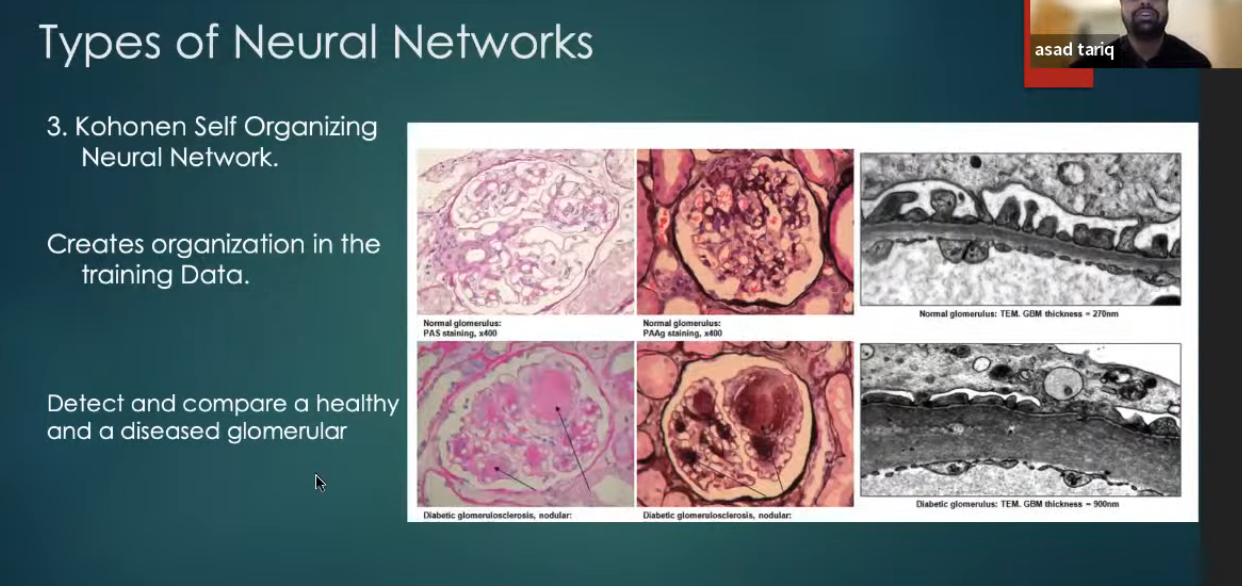 Types of Neural Networks
asad tariq
3. Kohonen Self Organizing
Neural Network.
Creates organization in the
training Data.
Detect and compare a healthy
and a diseased glomerular
Normal glomerulus:
PAS staining, x400
Normal glomerulus:
PAAg staining, x400
Normal glomerulus: TEM. GBM thickness ~ 270nm
Diabetic glomerulosclerosis, nodular:
Diabetic glomerulosclerosis, nodular:
Diabetic glomerulus: TEM. GBM thickness ~ 900nm